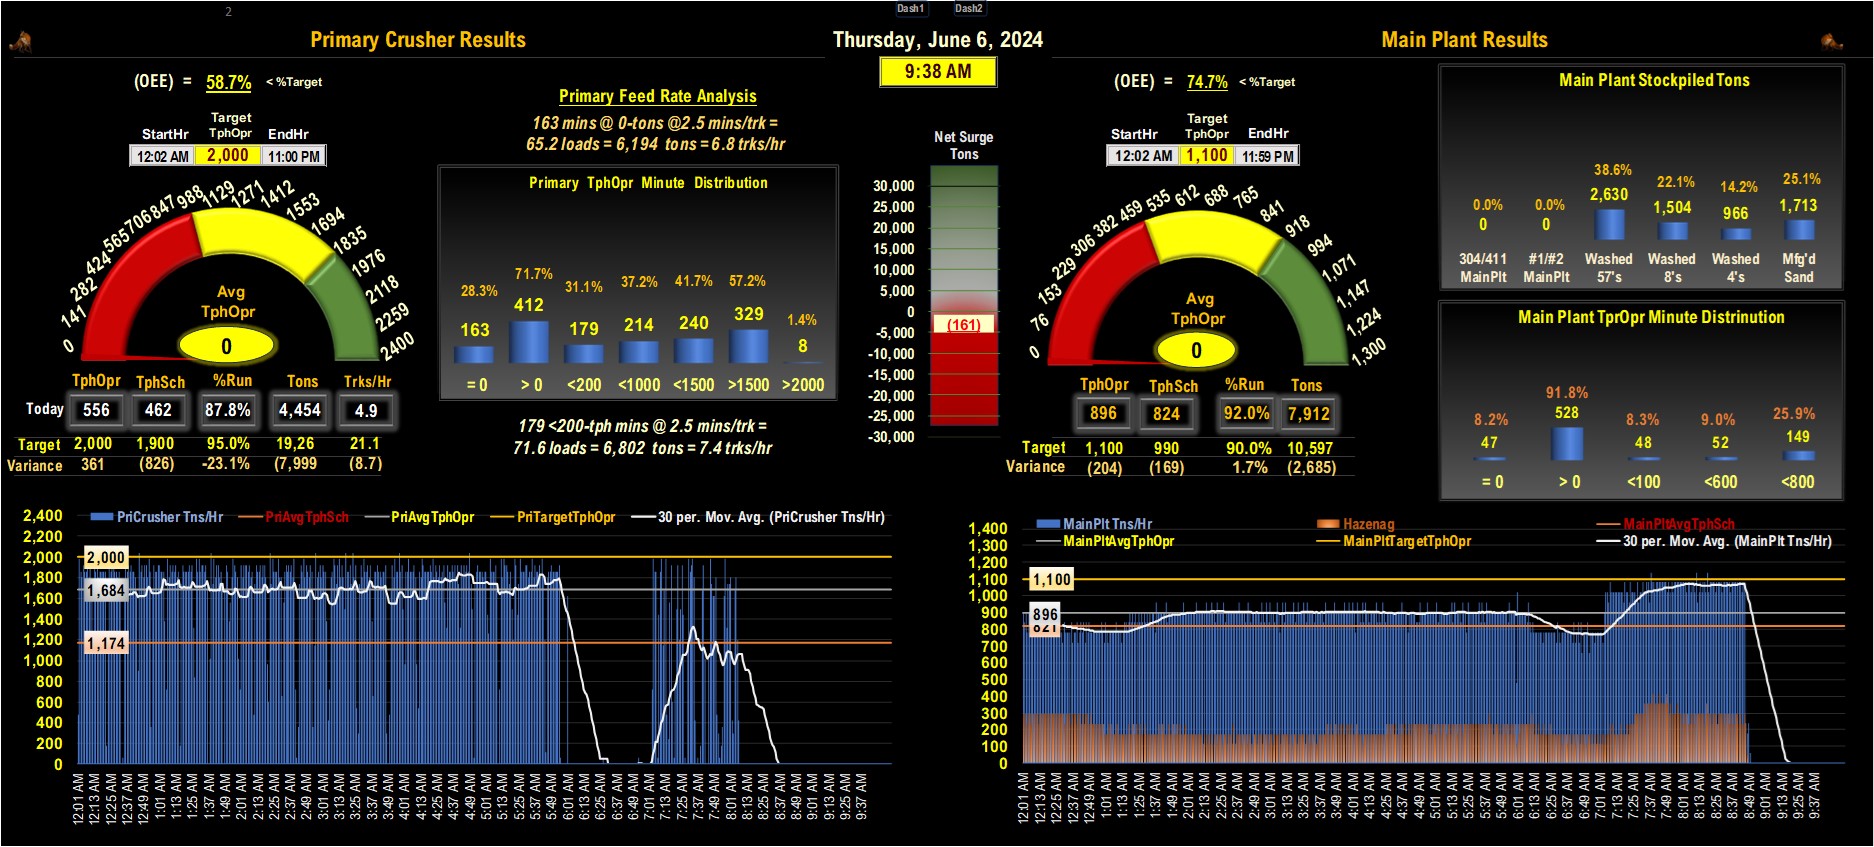 2
Dash1 Dash2
Primary Crusher Results
Thursday, June 6, 2024
Main Plant Results
9:38 AM
(OEE) = 58.7% < %Target
Target
StartHr TphOpr EndHr
12:02 AM 2,000 11:00 PM
0 141 282 424 565 706 847 988 1129 1271 1412 1553 1694 1835 1976 2118 2259 2400
Avg
TphOpr
0
TphOpr TphSch %Run Tons Trks/Hr
Today 556 462 87.8% 4,454 4.9
Target 2,000 1,900 95.0% 19,26 21.1
Variance 361 (826) -23.1% (7,999 (8.7)
Primary Feed Rate Analysis
163 mins @ 0-tons @2.5 mins/trk =
65.2 loads = 6,194 tons = 6.8 trks/hr
Primary TphOpr Minute Distribution
28.3% 71.7% 31.1% 37.2% 41.7% 57.2% 1.4%
163 412 179 214 240 329 8
= 0 > 0 <200 <1000 <1500 >1500 >2000
179 <200-tph mins @ 2.5 mins/trk =
71.6 loads = 6,802 tons = 7.4 trks/hr
Net Surge
Tons
30,000
25,000
20,000
15,000
10,000
5,000
0
(161)
-5,000
-10,000
-15,000
-20,000
-25,000
-30,000
(OEE) = 74.7% < %Target
Target
StartHr TphOpr EndHr
12:02 AM 1,100 11:59 PM
0 76 153 229 306 382 459 535 612 688 765 841 918 994 1,071 1,147 1,224 1,300
Avg
TphOpr
0
TphOpr TphSch %Run Tons
896 824 92.0% 7,912
Target 1,100 990 90.0% 10,597
Variance (204) (169) 1.7% (2,685)
Main Plant Stockpiled Tons
0.0% 0.0% 38.6% 22.1% 14.2% 25.1%
0 0 2,630 1,504 966 1,713
304/411 #1/#2 Washed Washed Washed Mfg'd
MainPlt MainPlt 57's 8's 4's Sand
Main Plant TprOpr Minute Distrinution
8.2% 91.8% 8.3% 9.0% 25.9%
47 528 48 52 149
= 0 > 0 <100 <600 <800
PriCrusher Tns/Hr PriAvgTphSch PriAvgTphOpr PriTargetTphOpr 30 per. Mov. Avg. (PriCrusher Tns/Hr)
2,400
2,200
2,000
1,800
1,600
1,400
1,200
1,000
800
600
400
200
0
2,000
1,684
1,174
12:01 AM 12:13 AM 12:25 AM 12:37 AM 12:49 AM 1:01 AM 1:13 AM 1:25 AM 1:37 AM 1:49 AM 2:01 AM 2:13 AM 2:25 AM 2:37 AM 2:49 AM 3:01 AM 3:13 AM 3:25 AM 3:37 AM 3:49 AM 4:01 AM 4:13 AM 4:25 AM 4:37 AM 4:49 AM 5:01 AM 5:13 AM 5:25 AM 5:37 AM 5:49 AM 6:01 AM 6:13 AM 6:25 AM 6:37 AM 6:49 AM 7:01 AM 7:13 AM 7:25 AM 7:37 AM 7:49 AM 8:01 AM 8:13 AM 8:25 AM 8:37 AM 8:49 AM 9:01 AM 9:13 AM 9:25 AM 9:37 AM
MainPlt Tns/Hr Hazenag MainPltAvgTphSch
MainPltAvgTphOpr MainPltTargetTphOpr 30 per. Mov. Avg. (MainPlt Tns/Hr)
1,400
1,300
1,200
1,100
1,000
900
800
700
600
500
400
300
200
100
0
1,100
896
821
12:01 AM 12:13 AM 12:25 AM 12:37 AM 12:49 AM 1:01 AM 1:13 AM 1:25 AM 1:37 AM 1:49 AM 2:01 AM 2:13 AM 2:25 AM 2:37 AM 2:49 AM 3:01 AM 3:13 AM 3:25 AM 3:37 AM 3:49 AM 4:01 AM 4:13 AM 4:25 AM 4:37 AM 4:49 AM 5:01 AM 5:13 AM 5:25 AM 5:37 AM 5:49 AM 6:01 AM 6:13 AM 6:25 AM 6:37 AM 6:49 AM 7:01 AM 7:13 AM 7:25 AM 7:37 AM 7:49 AM 8:01 AM 8:13 AM 8:25 AM 8:37 AM 8:49 AM 9:01 AM 9:13 AM 9:25 AM 9:37 AM